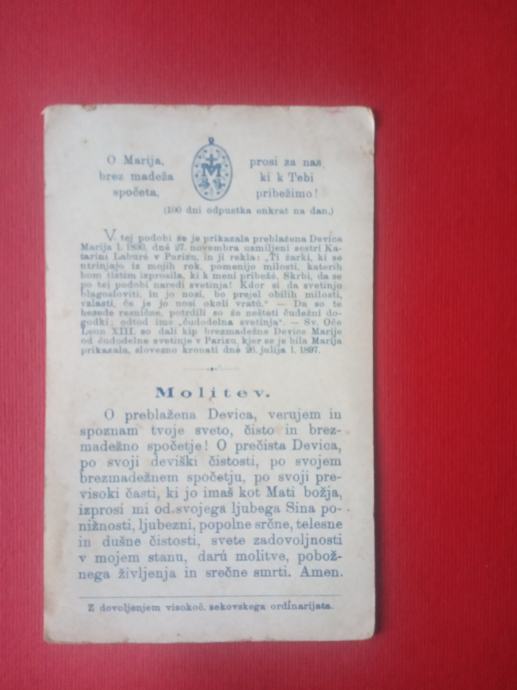 O Marija, prosi za nas
brez madeža ki k Tebi
spočeta, pribežimo!
(100 dni odpustka enkrat na dan.)
V tej podobi se je prikazala preblažena Devica
Marija l. 1830, dné 27. novembra usmiljeni sestri Ka-
tarini Labouré v Parizu, in ji rekla: „Ti žarki, ki se
utrinjajo iz mojih rok, pomenijo milosti, katerih
bom tistim izprosila, ki k meni pribežé. Skrbi, da se
po tej podobi naredi svetinja! Kdor si da svetinjo
blagosloviti, in jo nosi, bo prejel obilih milosti,
zlasti, če je jo nosi okoli vratú.“ — Da so te
besede resnične, potrdili so že nešteti čudežni do-
godki; odtod ime „čudodelna svetinja“. — Sv. Oče
Leon XIII. so dali kip brezmadežne Device Marije
od čudodelne svetinje v Parizu, kjer se je bila Marija
prikazala, slovezno kronati dné 26. julija l. 1897.
Molitev.
O preblažena Devica, verujem in
spoznam tvoje sveto, čisto in brez-
madežno spočetje! O prečista Devica,
po svoji deviški čistosti, po svojem
brezmadežnem spočetju, po svoji pre-
visoki časti, ki jo imaš kot Mati božja,
izprosi mi od svojega ljubega Sina po-
nižnosti, ljubezni, popolne srčne, telesne
in dušne čistosti, svete zadovoljnosti
v mojem stanu, darú molitve, pobož-
nega življenja in srečne smrti. Amen.
Z dovoljenjem visokoč. sekovskega ordinarijata.